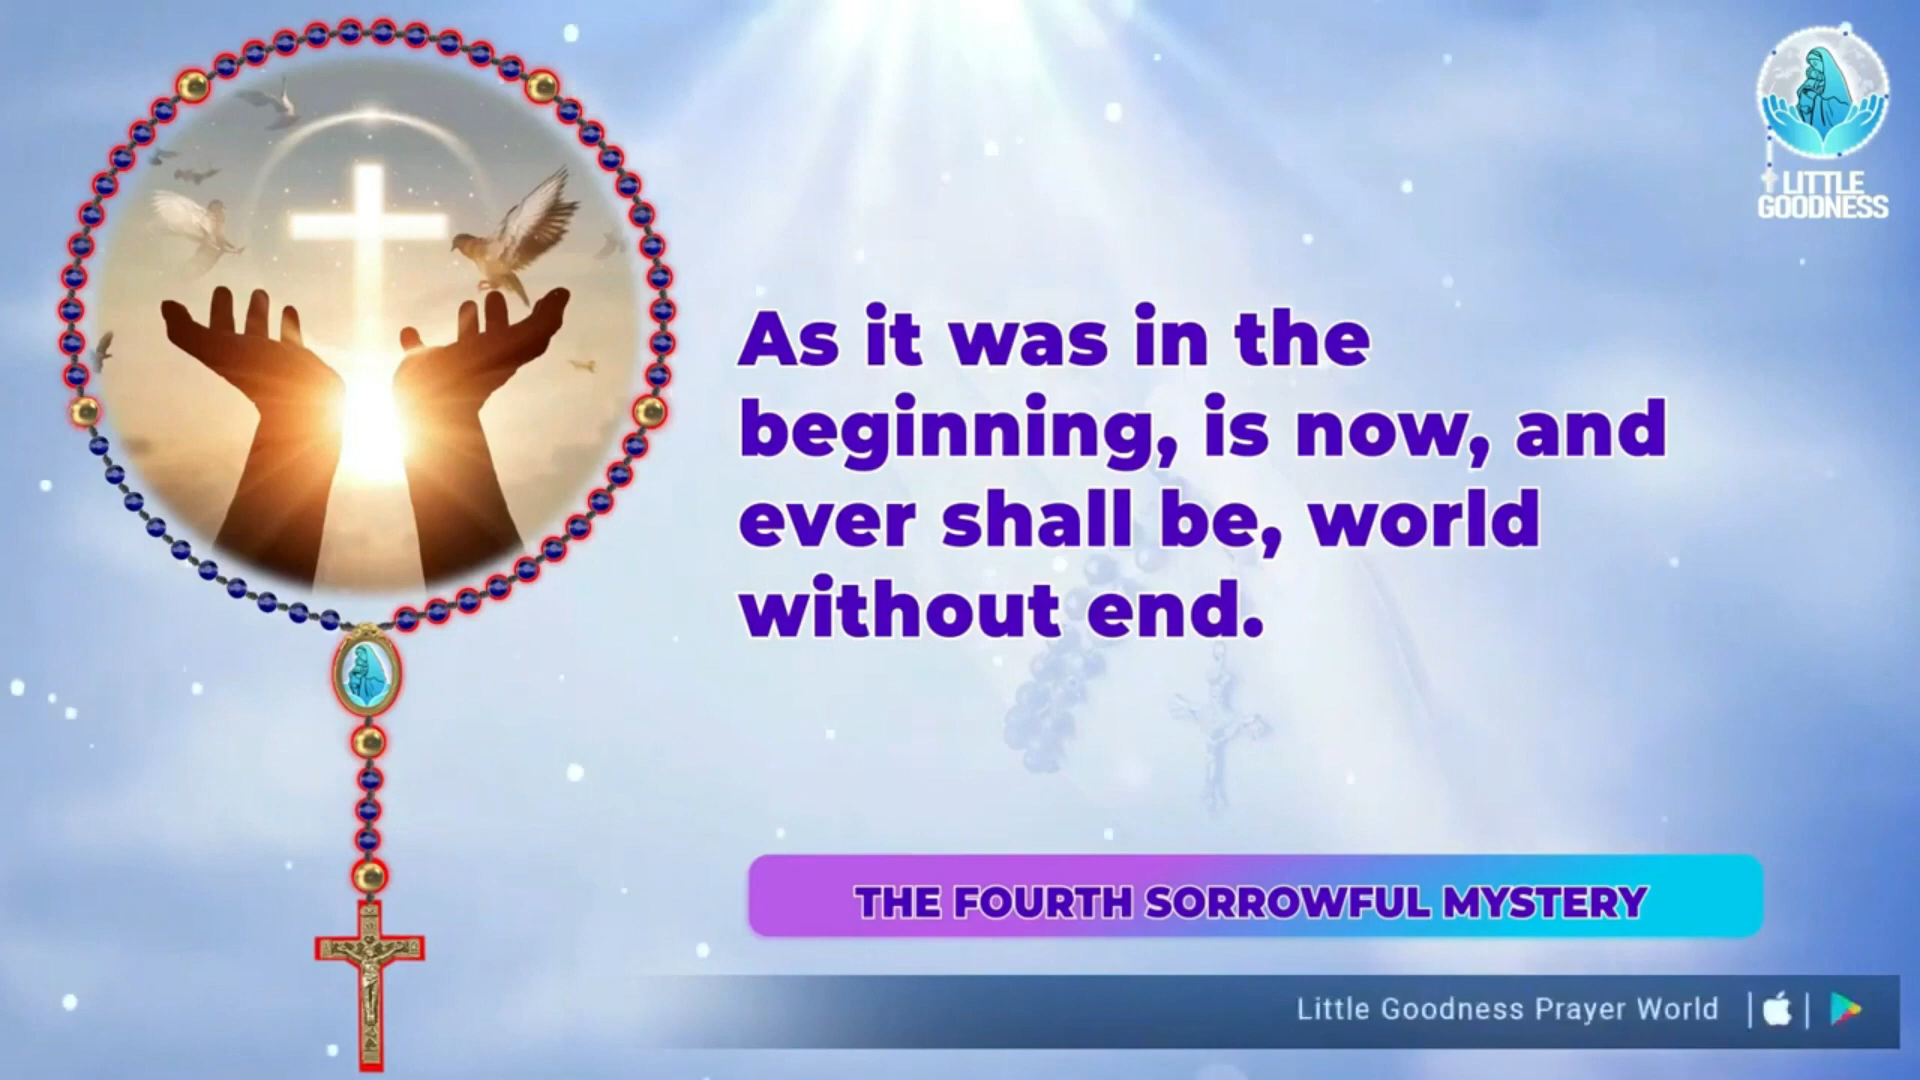 LITTLE
GOODNESS
As it was in the
beginning, is now, and
ever shall be, world
without end.
THE FOURTH SORROWFUL MYSTERY
Little Goodness Prayer World